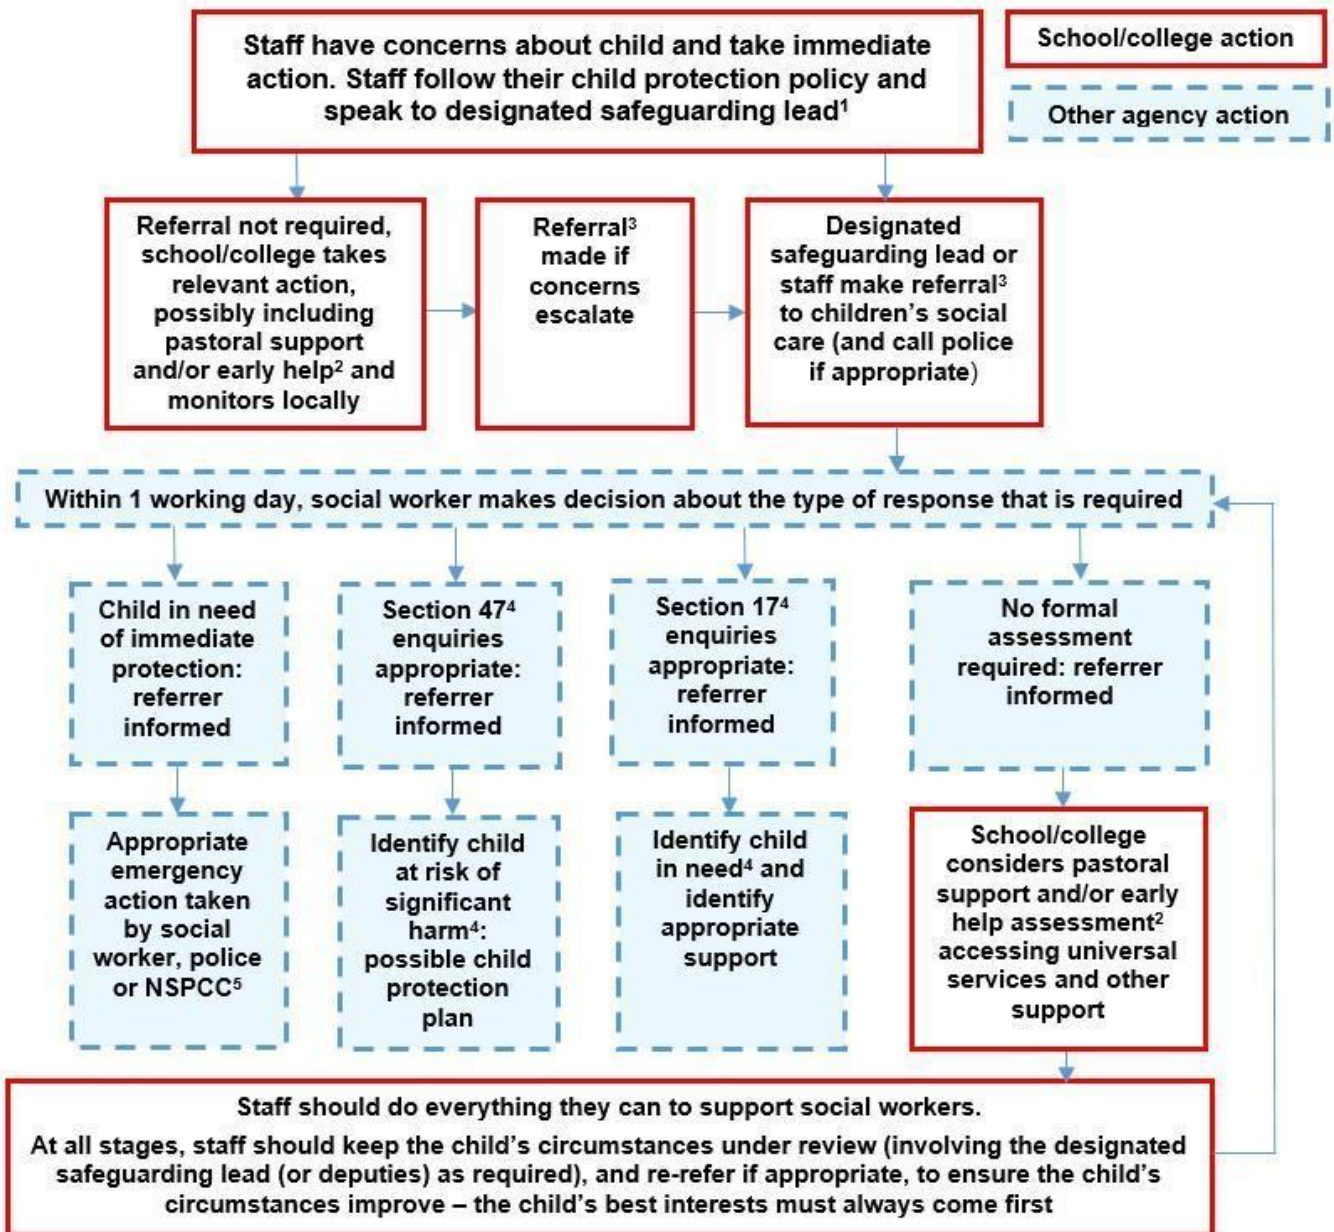 Staff have concerns about child and take immediate
action. Staff follow their child protection policy and
speak to designated safeguarding lead¹
School/college action
Other agency action
Referral not required,
school/college takes
relevant action,
possibly including
pastoral support
and/or early help² and
monitors locally
Referral³
made if
concerns
escalate
Designated
safeguarding lead or
staff make referral³
to children’s social
care (and call police
if appropriate)
Within 1 working day, social worker makes decision about the type of response that is required
Child in need
of immediate
protection:
referrer
informed
Section 47⁴
enquiries
appropriate:
referrer
informed
Section 17⁴
enquiries
appropriate:
referrer
informed
No formal
assessment
required: referrer
informed
Appropriate
emergency
action taken
by social
worker, police
or NSPCC⁵
Identify child
at risk of
significant
harm⁴:
possible child
protection
plan
Identify child
in need⁴ and
identify
appropriate
support
School/college
considers pastoral
support and/or early
help assessment²
accessing universal
services and other
support
Staff should do everything they can to support social workers.
At all stages, staff should keep the child’s circumstances under review (involving the designated
safeguarding lead (or deputies) as required), and re-refer if appropriate, to ensure the child’s
circumstances improve – the child’s best interests must always come first